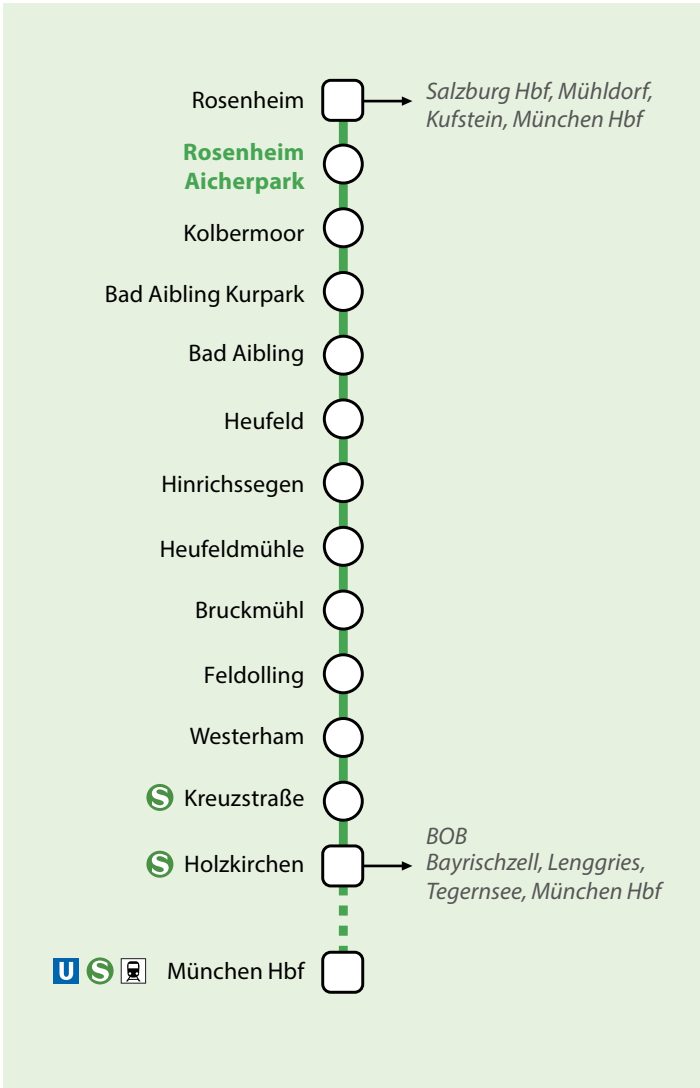 Rosenheim
Salzburg Hbf, Mühldorf,
Kufstein, München Hbf
Rosenheim
Aicherpark
Kolbermoor
Bad Aibling Kurpark
Bad Aibling
Heufeld
Hinrichssegen
Heufeldmühle
Bruckmühl
Feldolling
Westerham
S Kreuzstraße
S Holzkirchen
BOB
Bayrischzell, Lenggries,
Tegernsee, München Hbf
U S München Hbf